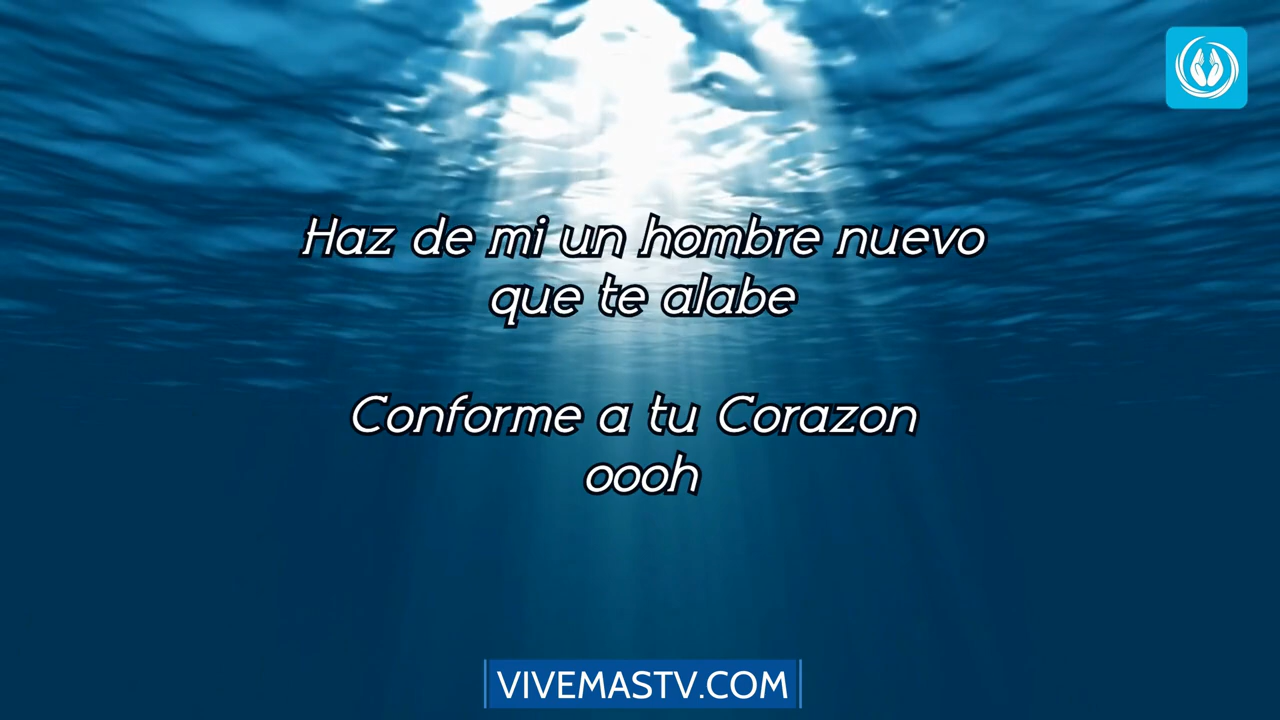 Haz de mi un hombre nuevo
que te alabe
Conforme a tu Corazon
oooh
VIVEMASTV.COM